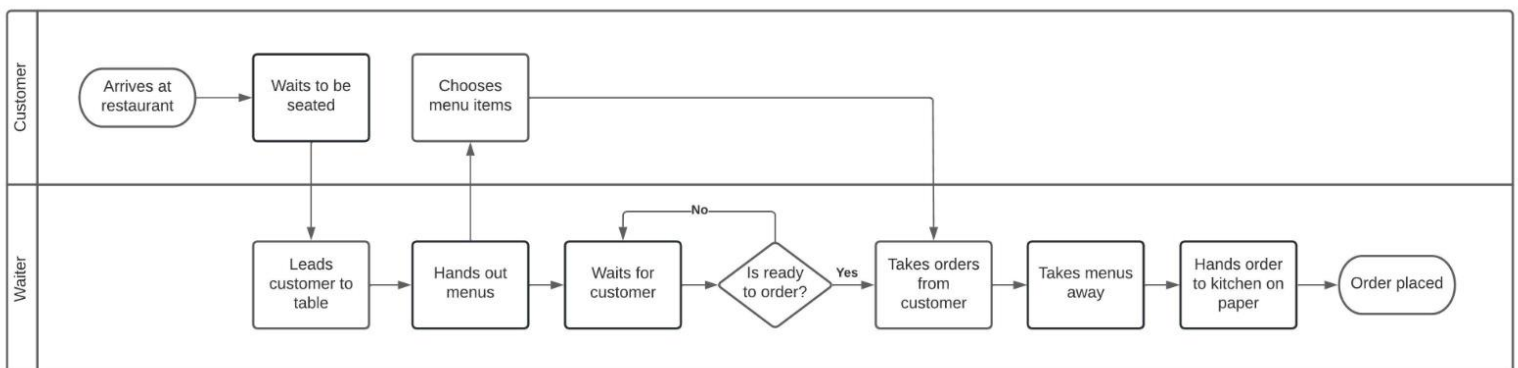 Customer
Arrives at
restaurant
Waits to be
seated
Chooses
menu items
Waiter
Leads
customer to
table
Hands out
menus
No
Waits for
customer
Is ready
to order?
Yes
Takes orders
from
customer
Takes menus
away
Hands order
to kitchen on
paper
Order placed